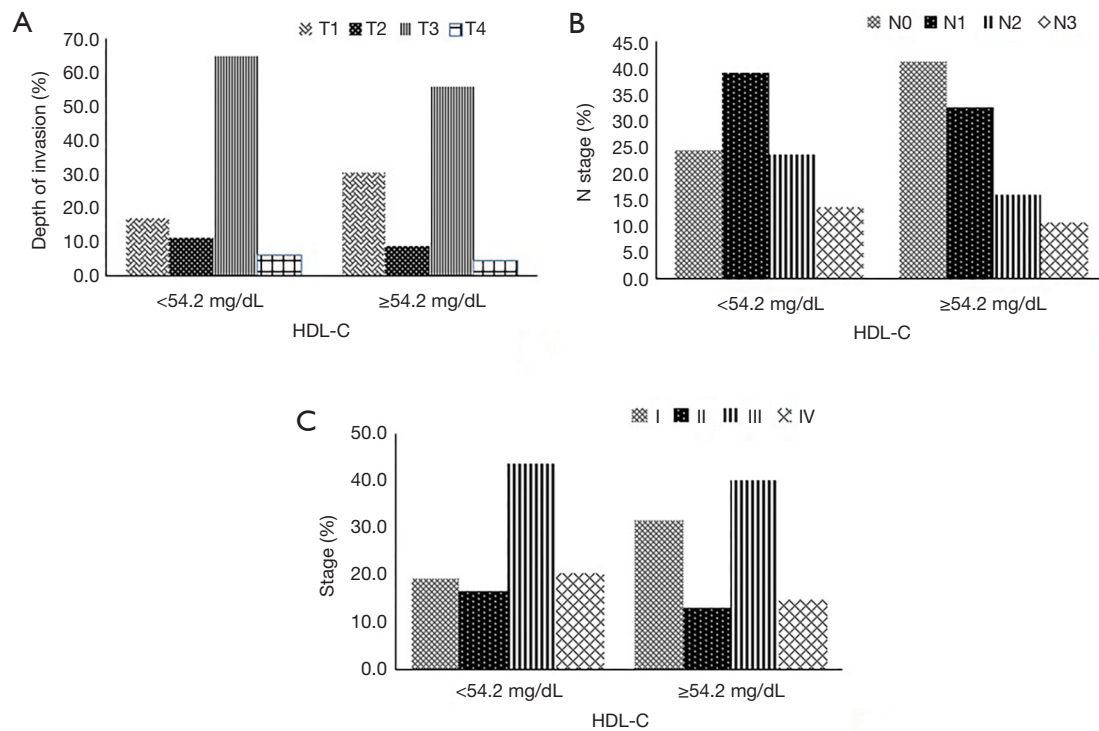 A
T1 T2 T3 T4
Depth of invasion (%)
70.0
60.0
50.0
40.0
30.0
20.0
10.0
0.0
<54.2 mg/dL ≥54.2 mg/dL
HDL-C
B
N0 N1 N2 N3
N stage (%)
45.0
40.0
35.0
30.0
25.0
20.0
15.0
10.0
5.0
0.0
<54.2 mg/dL ≥54.2 mg/dL
HDL-C
C
I II III IV
Stage (%)
50.0
40.0
30.0
20.0
10.0
0.0
<54.2 mg/dL ≥54.2 mg/dL
HDL-C